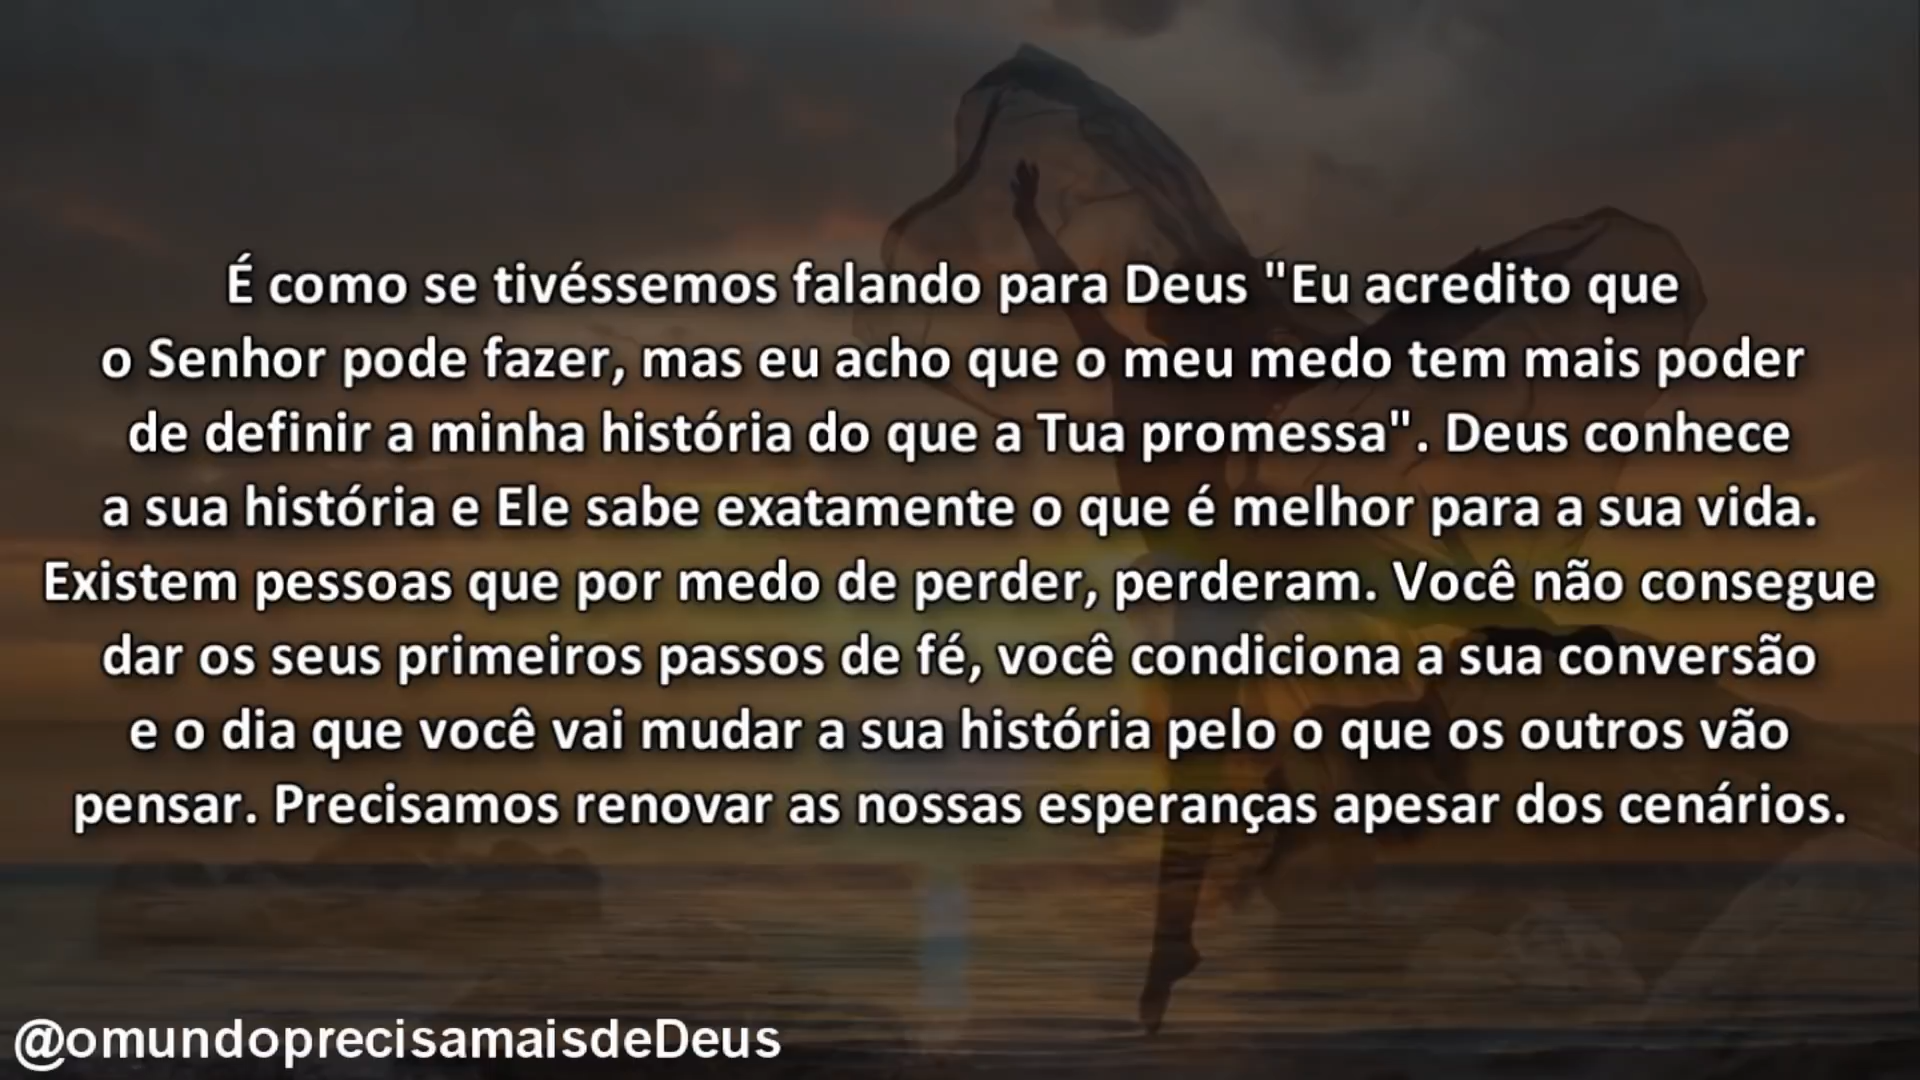 É como se tivéssemos falando para Deus "Eu acredito que
o Senhor pode fazer, mas eu acho que o meu medo tem mais poder
de definir a minha história do que a Tua promessa". Deus conhece
a sua história e Ele sabe exatamente o que é melhor para a sua vida.
Existem pessoas que por medo de perder, perderam. Você não consegue
dar os seus primeiros passos de fé, você condiciona a sua conversão
e o dia que você vai mudar a sua história pelo o que os outros vão
pensar. Precisamos renovar as nossas esperanças apesar dos cenários.
@omundoprecisamaisdeDeus